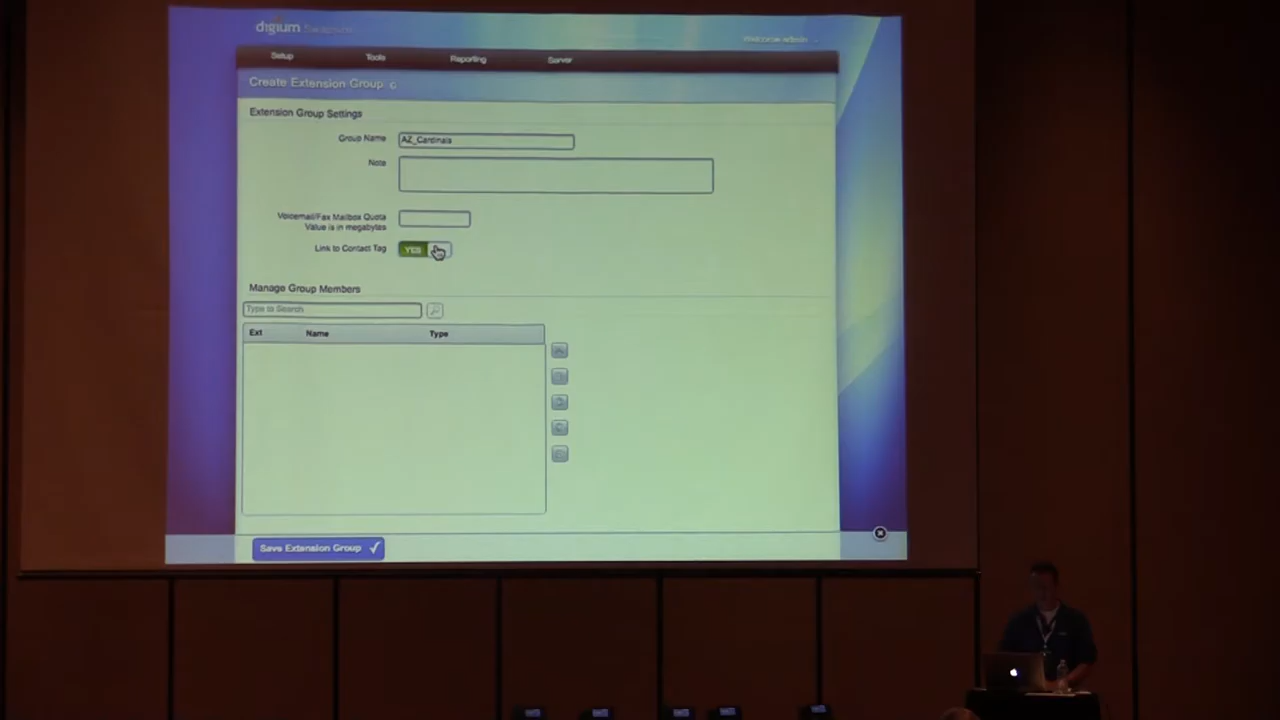 digium
Setup Tools Reporting Server
Create Extension Group
Extension Group Settings
Group Name AZ_Cardinals
Note
Voicemail/Fax Mailbox Quota
Value is in megabytes
Link to Contact Tag YES
Manage Group Members
Type to Search
Ext Name Type
Save Extension Group